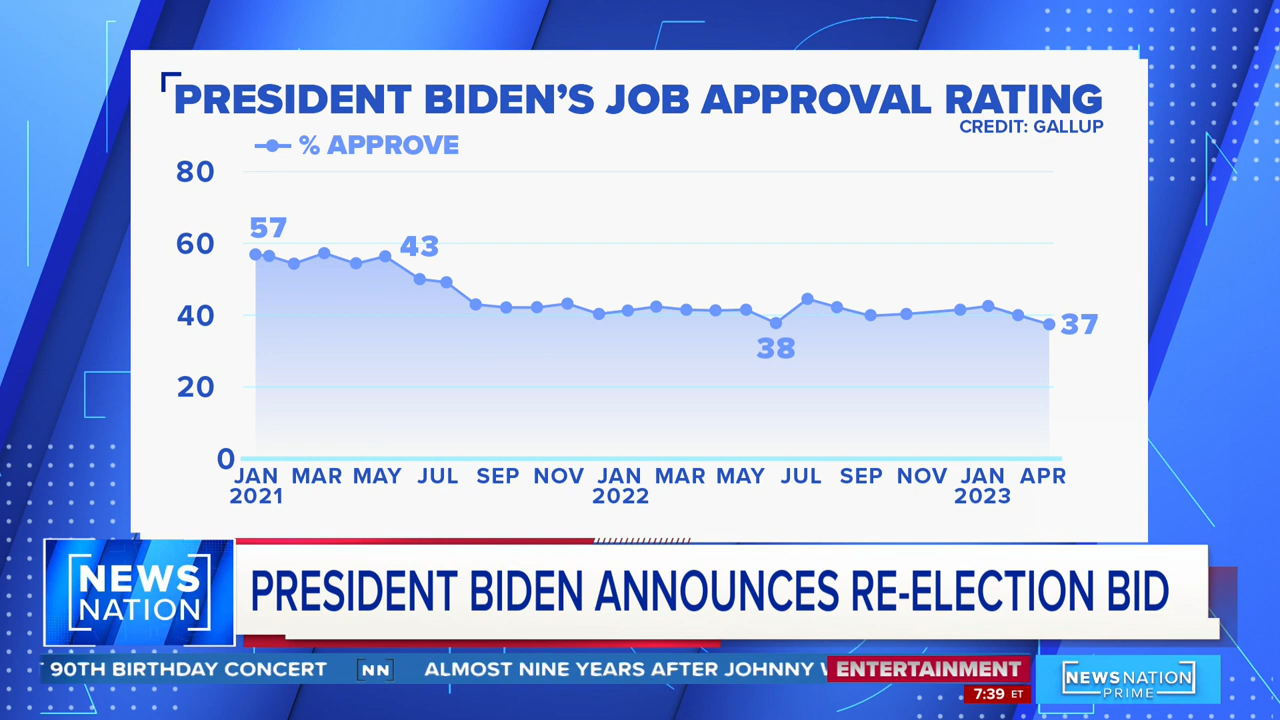 PRESIDENT BIDEN'S JOB APPROVAL RATING
CREDIT: GALLUP
% APPROVE
80
60
40
20
0
57
43
38
37
JAN MAR MAY JUL SEP NOV JAN MAR MAY JUL SEP NOV JAN APR
2021 2022 2023
NEWS
NATION
PRESIDENT BIDEN ANNOUNCES RE-ELECTION BID
90TH BIRTHDAY CONCERT NN ALMOST NINE YEARS AFTER JOHNNY
ENTERTAINMENT
7:39 ET
NEWSNATION
PRIME